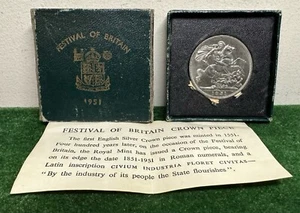 FESTIVAL OF BRITAIN
1951
FESTIVAL OF BRITAIN CROWN PIECE
The first English Silver Crown piece was minted in 1551.
Four hundred years later, on the occasion of the Festival of
Britain, the Royal Mint has issued a Crown piece, bearing
on its edge the date 1851-1951 in Roman numerals, and a
Latin inscription CIVIUM INDUSTRIA FLORET CIVITAS—
"By the industry of its people the State flourishes".